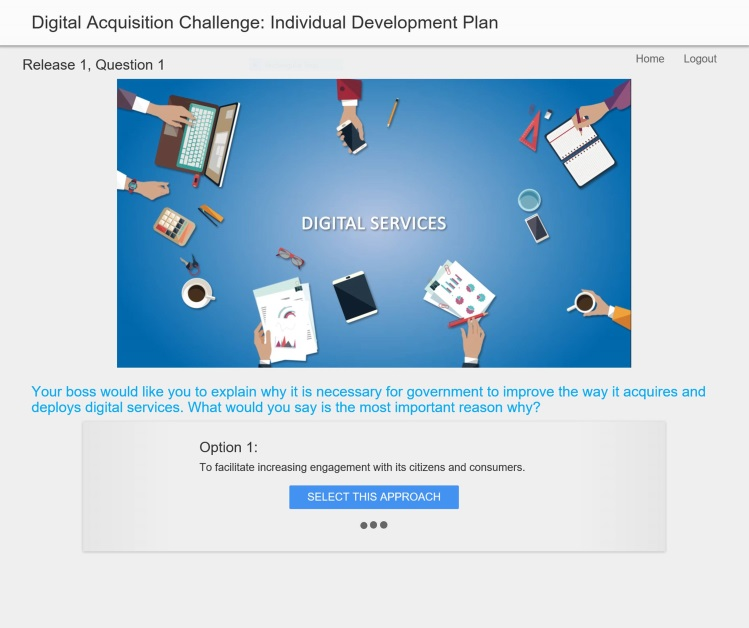 Digital Acquisition Challenge: Individual Development Plan
Home Logout
Release 1, Question 1
DIGITAL SERVICES
Your boss would like you to explain why it is necessary for government to improve the way it acquires and
deploys digital services. What would you say is the most important reason why?
Option 1:
To facilitate increasing engagement with its citizens and consumers.
SELECT THIS APPROACH